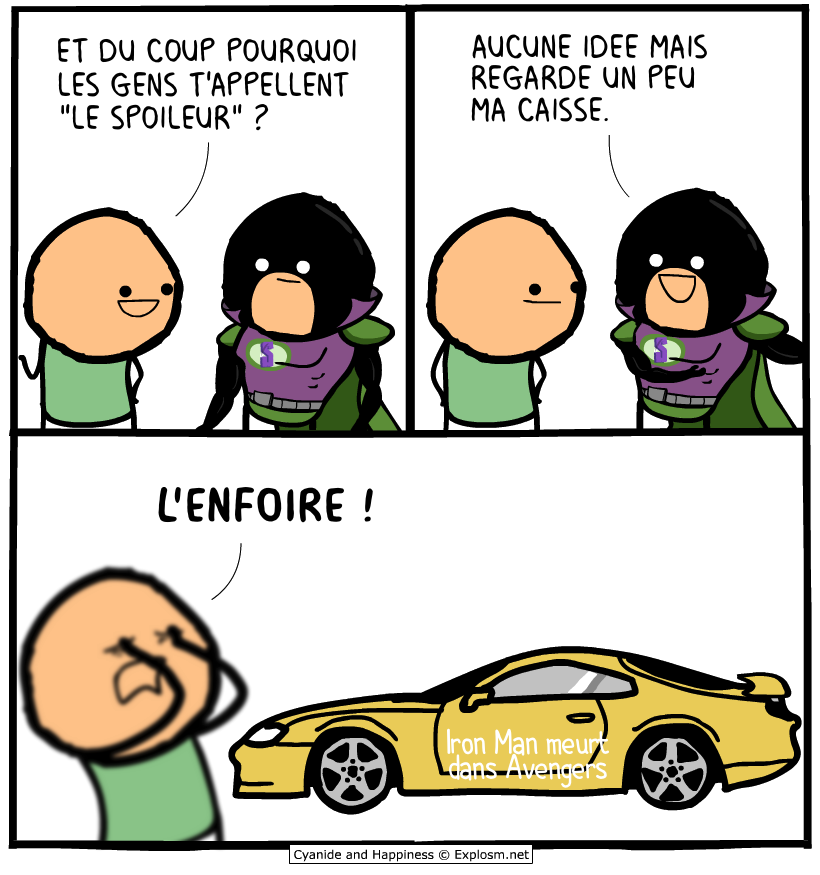 ET DU COUP POURQUOI
LES GENS T'APPELLENT
"LE SPOILEUR" ?
AUCUNE IDEE MAIS
REGARDE UN PEU
MA CAISSE.
S
S
L'ENFOIRE !
Iron Man meurt
dans Avengers
Cyanide and Happiness © Explosm.net